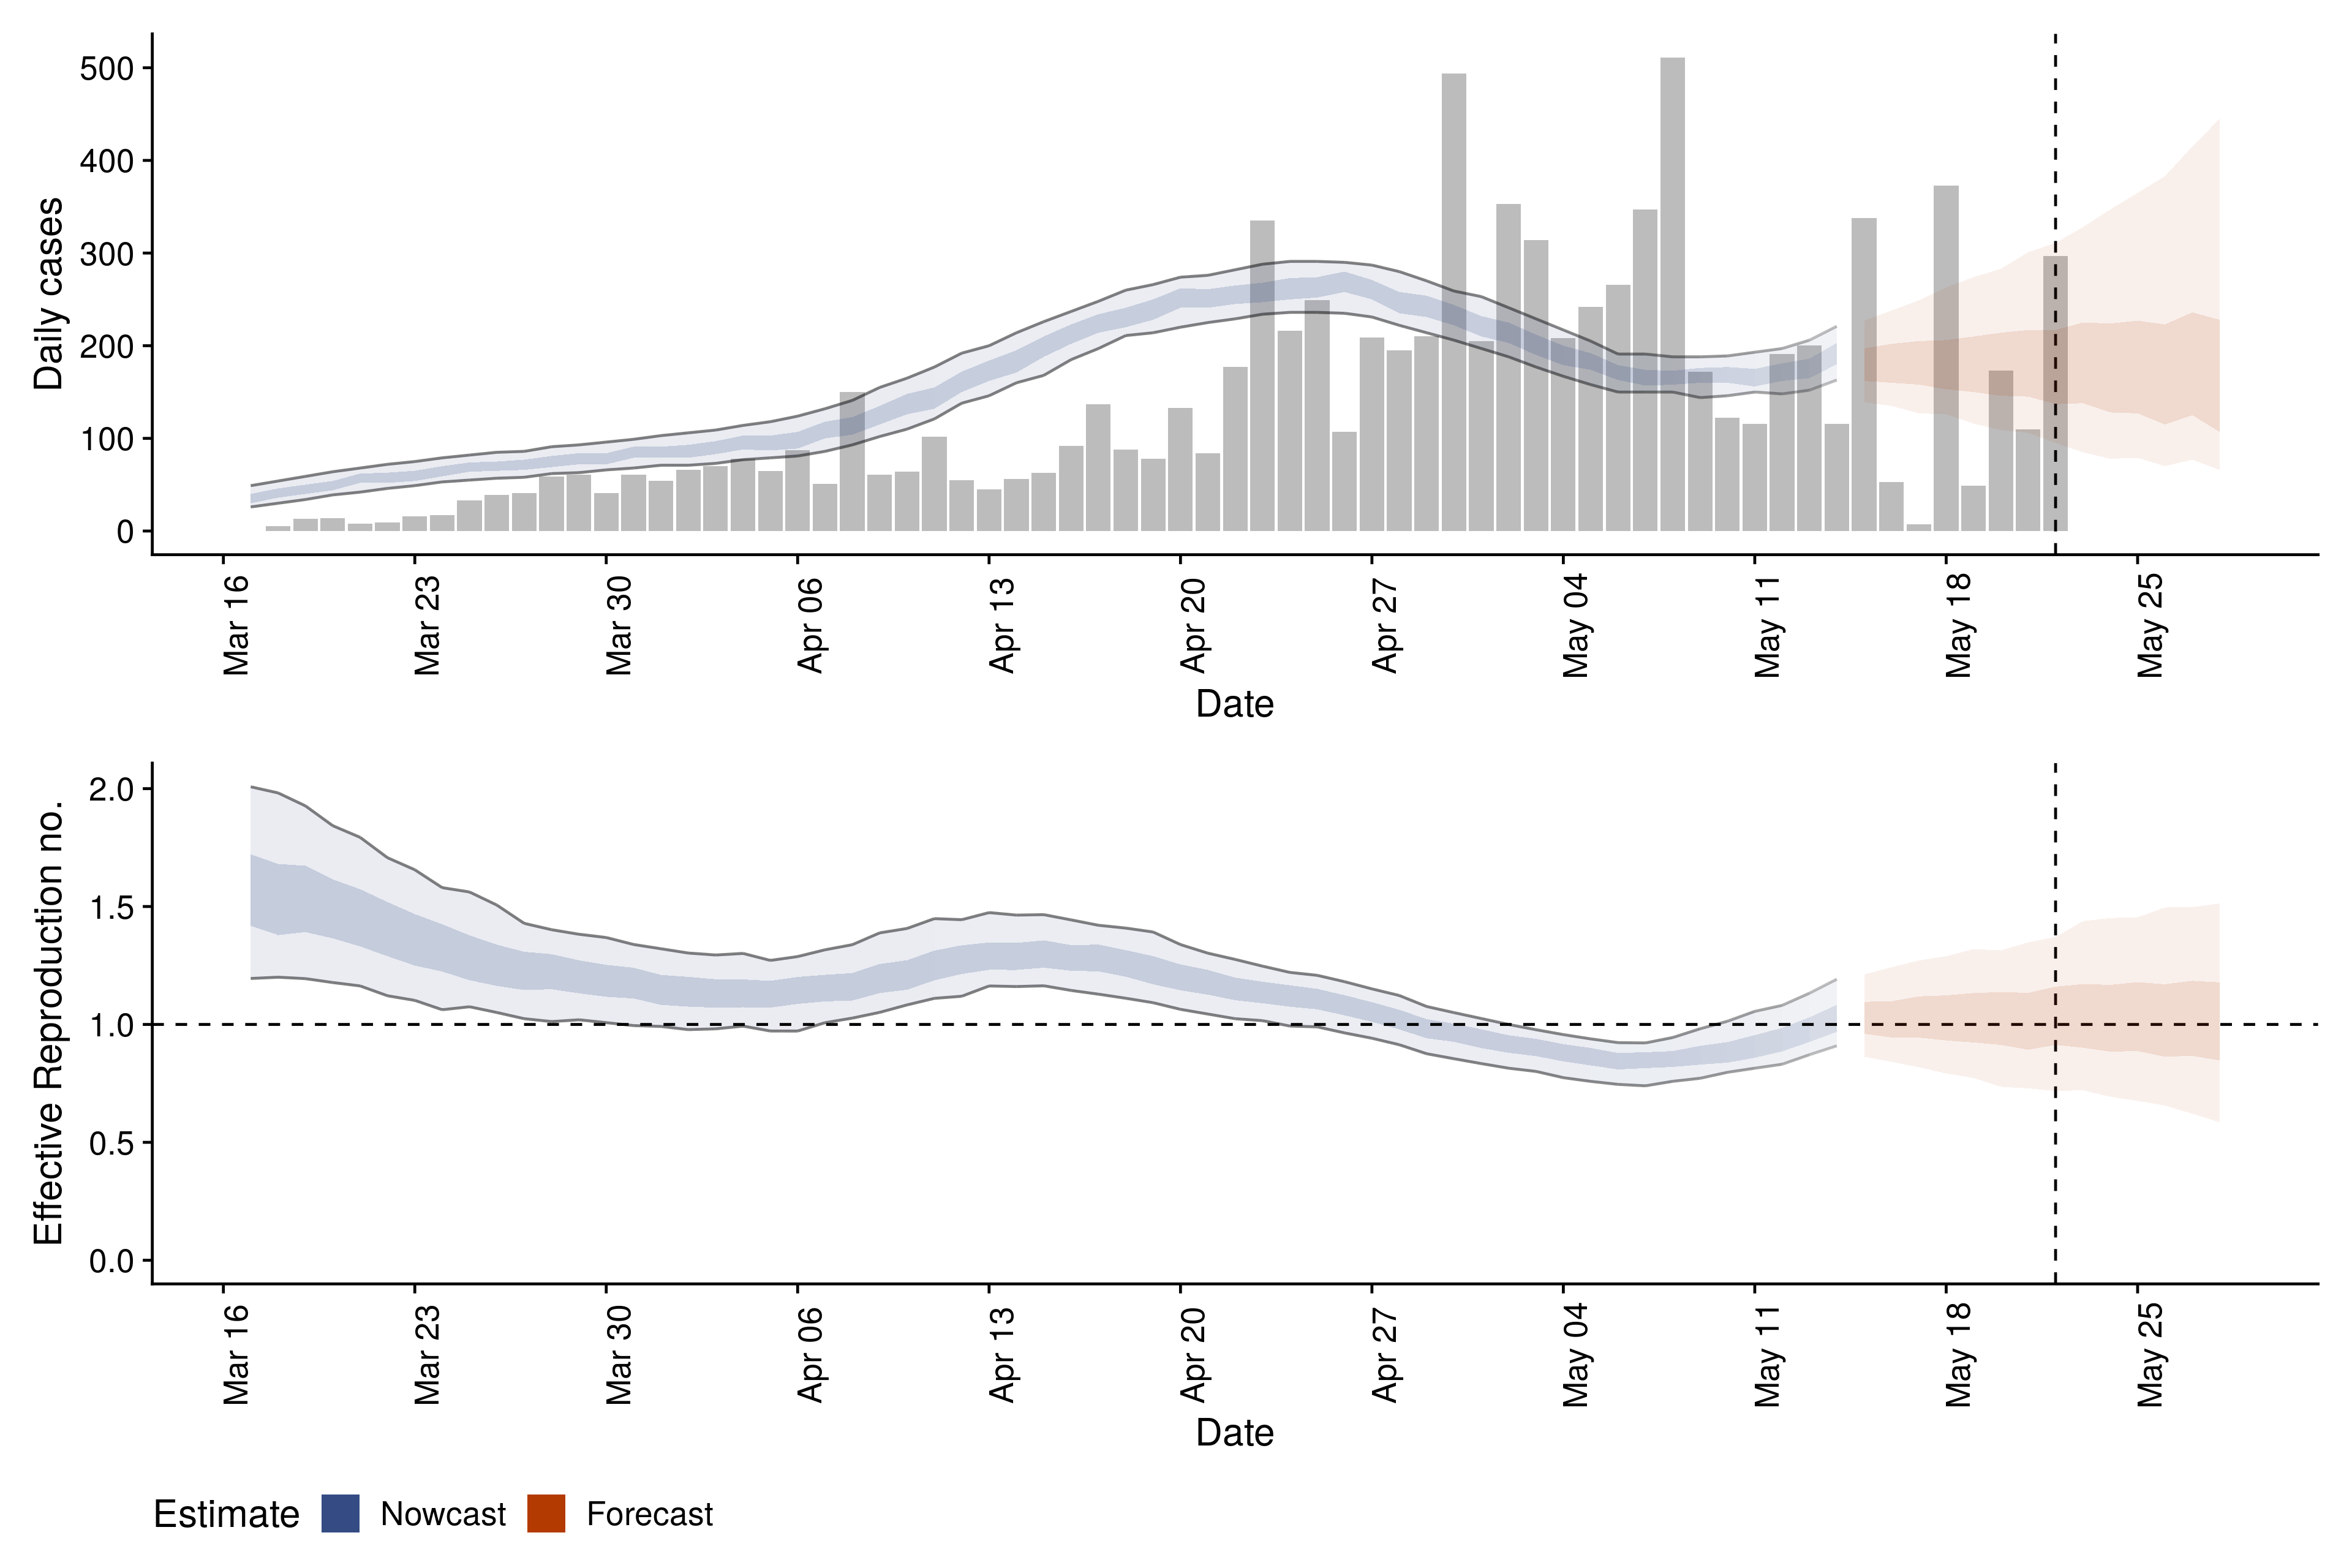 Daily cases
500
400
300
200
100
0
Mar 16
Mar 23
Mar 30
Apr 06
Apr 13
Apr 20
Apr 27
May 04
May 11
May 18
May 25
Date
Effective Reproduction no.
2.0
1.5
1.0
0.5
0.0
Mar 16
Mar 23
Mar 30
Apr 06
Apr 13
Apr 20
Apr 27
May 04
May 11
May 18
May 25
Date
Estimate Nowcast Forecast